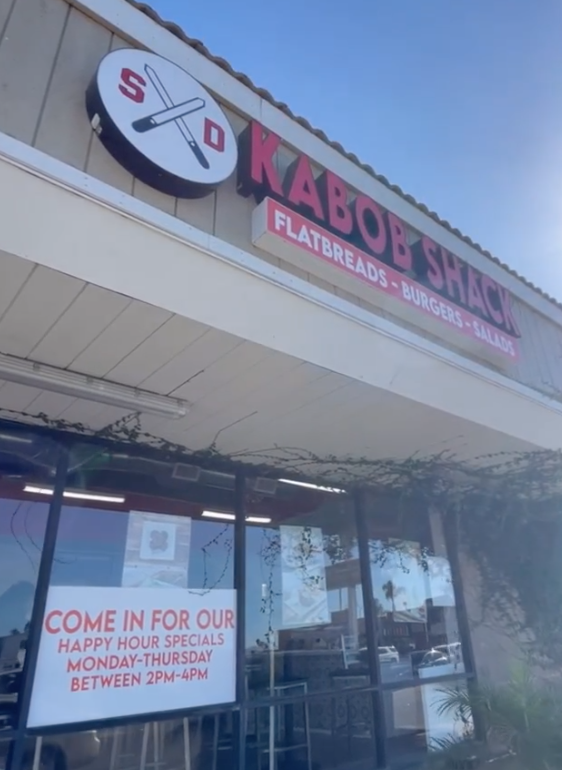 S D
KABOB SHACK
FLATBREADS - BURGERS - SALADS
COME IN FOR OUR
HAPPY HOUR SPECIALS
MONDAY-THURSDAY
BETWEEN 2PM-4PM